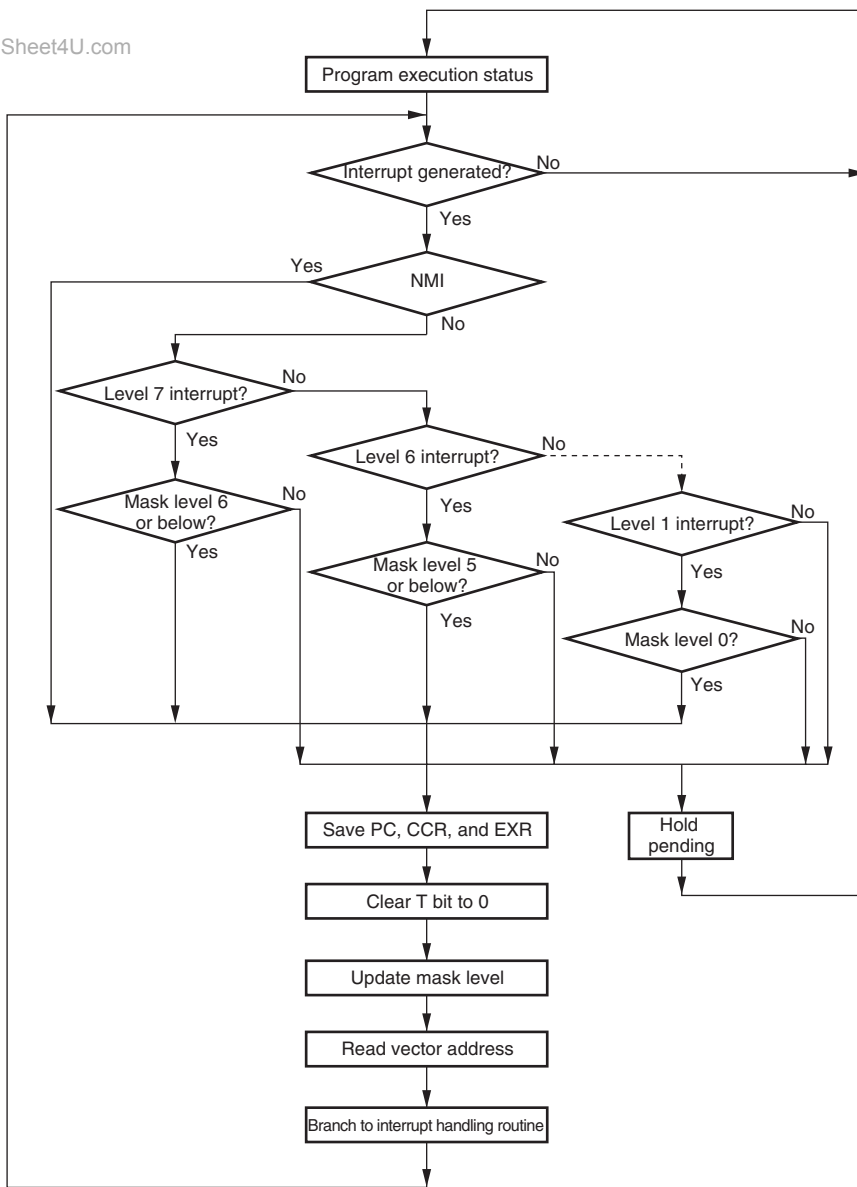 Sheet4U.com
Program execution status
Interrupt generated?
No
Yes
Yes
NMI
No
Level 7 interrupt?
No
Yes
Level 6 interrupt?
No
Yes
Mask level 6
or below?
No
Yes
Level 1 interrupt?
No
Yes
Mask level 5
or below?
No
Yes
Mask level 0?
No
Yes
Save PC, CCR, and EXR
Hold
pending
Clear T bit to 0
Update mask level
Read vector address
Branch to interrupt handling routine